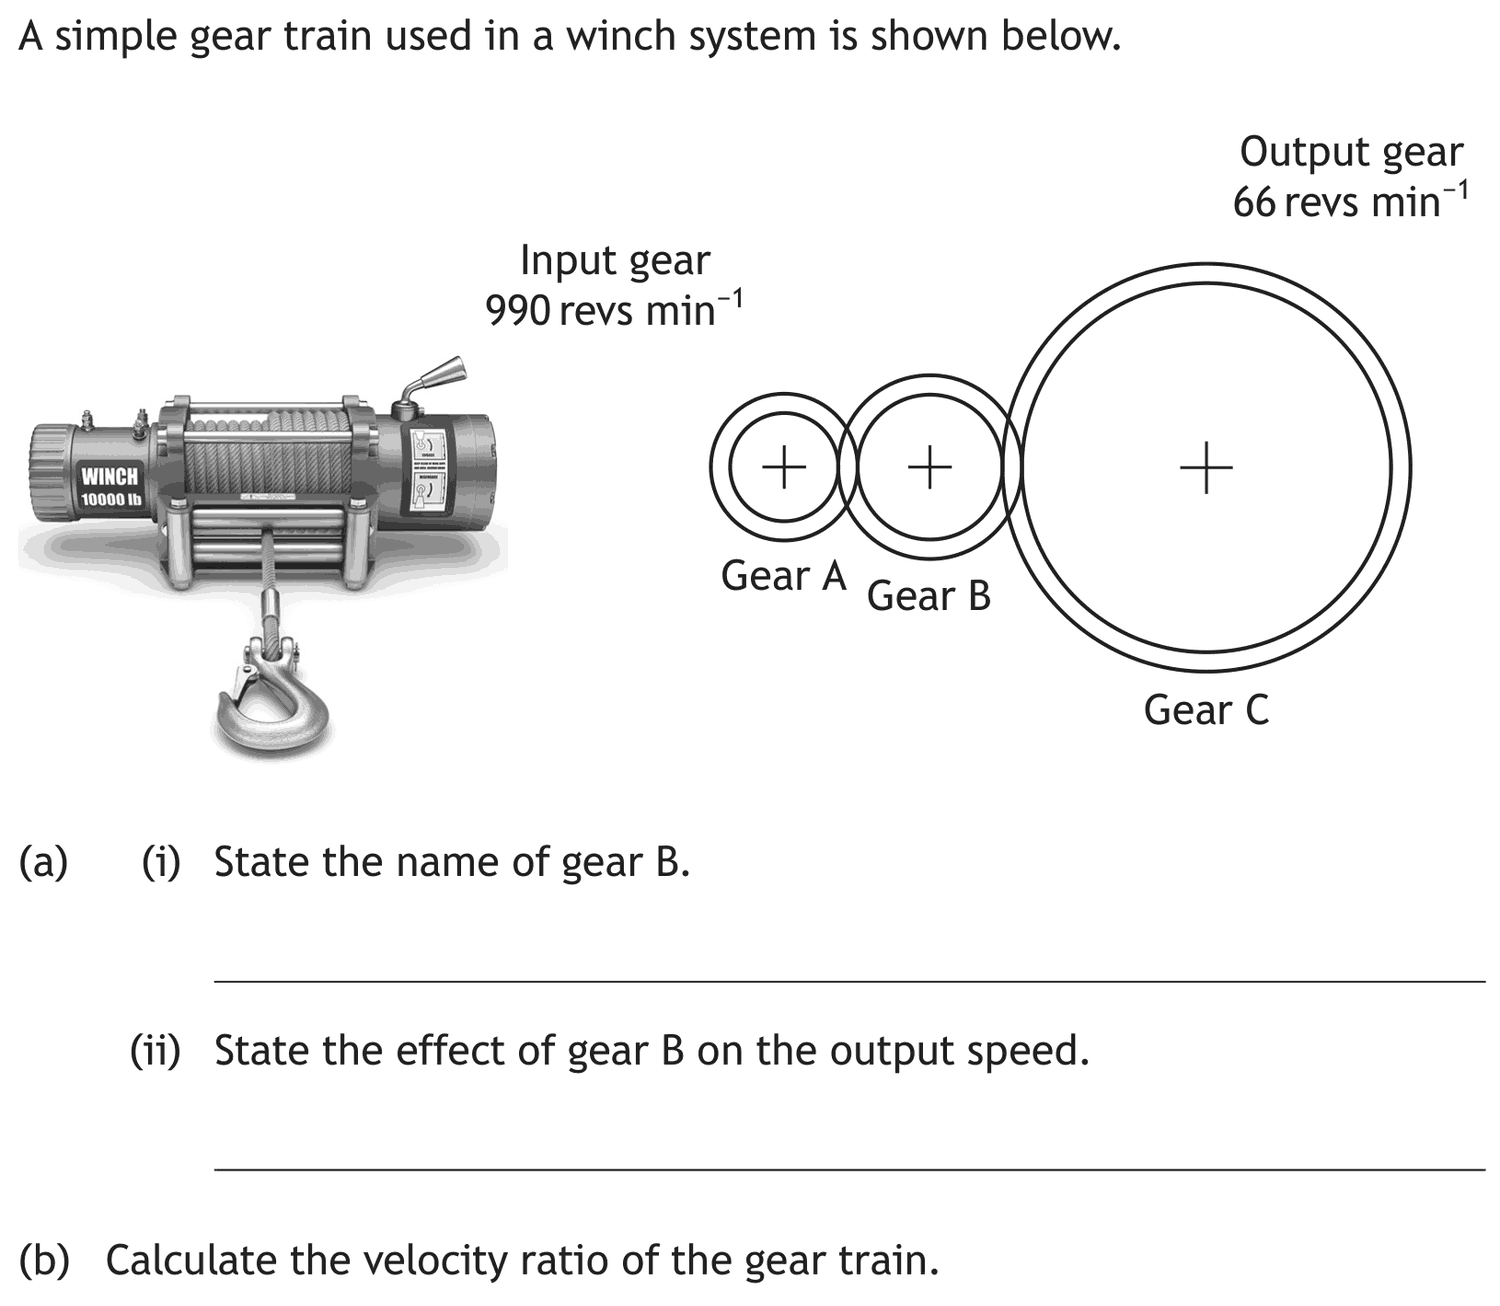 A simple gear train used in a winch system is shown below.
Output gear
66 revs min⁻¹
Input gear
990 revs min⁻¹
WINCH
10000 lb
Gear A
Gear B
Gear C
(a) (i) State the name of gear B.
(ii) State the effect of gear B on the output speed.
(b) Calculate the velocity ratio of the gear train.